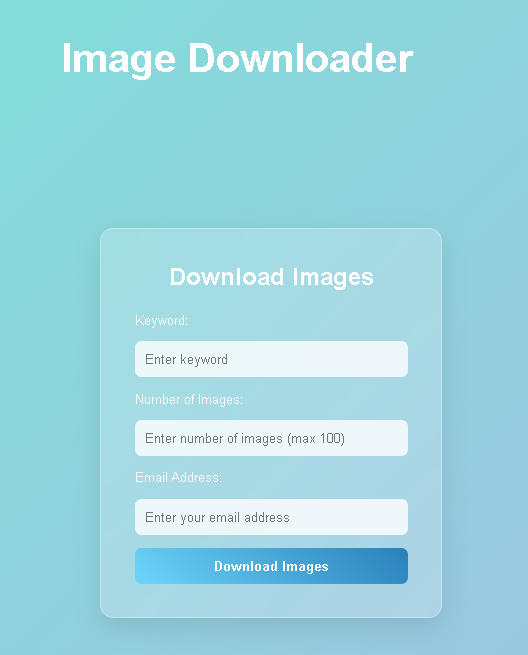 Image Downloader
Download Images
Keyword:
Enter keyword
Number of Images:
Enter number of images (max 100)
Email Address:
Enter your email address
Download Images